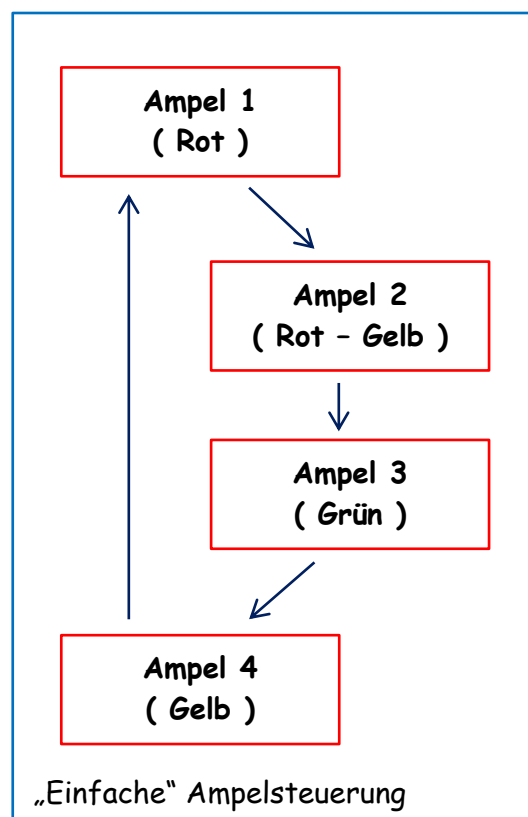 Ampel 1
( Rot )
Ampel 2
( Rot – Gelb )
Ampel 3
( Grün )
Ampel 4
( Gelb )
„Einfache“ Ampelsteuerung